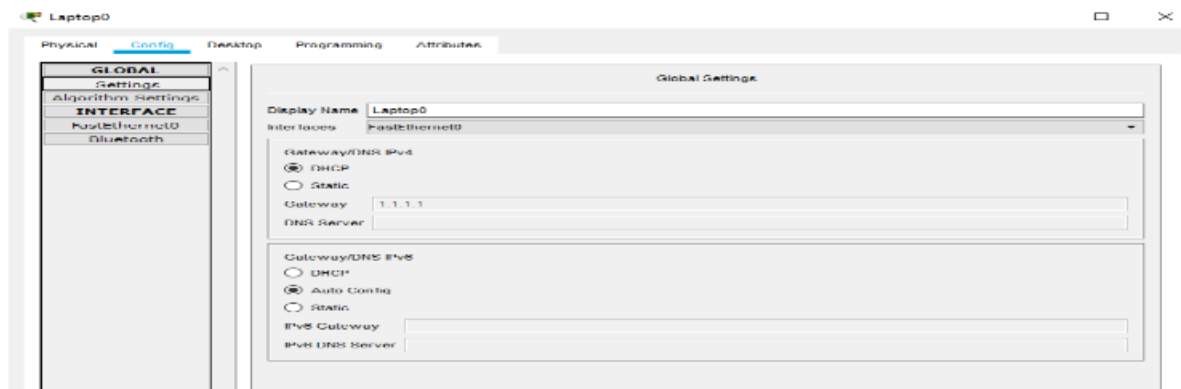 Laptop0
Physical Config Desktop Programming Attributes
GLOBAL
Settings
Algorithm Settings
INTERFACE
FastEthernet0
Bluetooth
Global Settings
Display Name Laptop0
Interfaces FastEthernet0
Gateway/DNS IPv4
DHCP
Static
Gateway 1.1.1.1
DNS Server
Gateway/DNS IPv6
DHCP
Auto Config
Static
IPv6 Gateway
IPv6 DNS Server